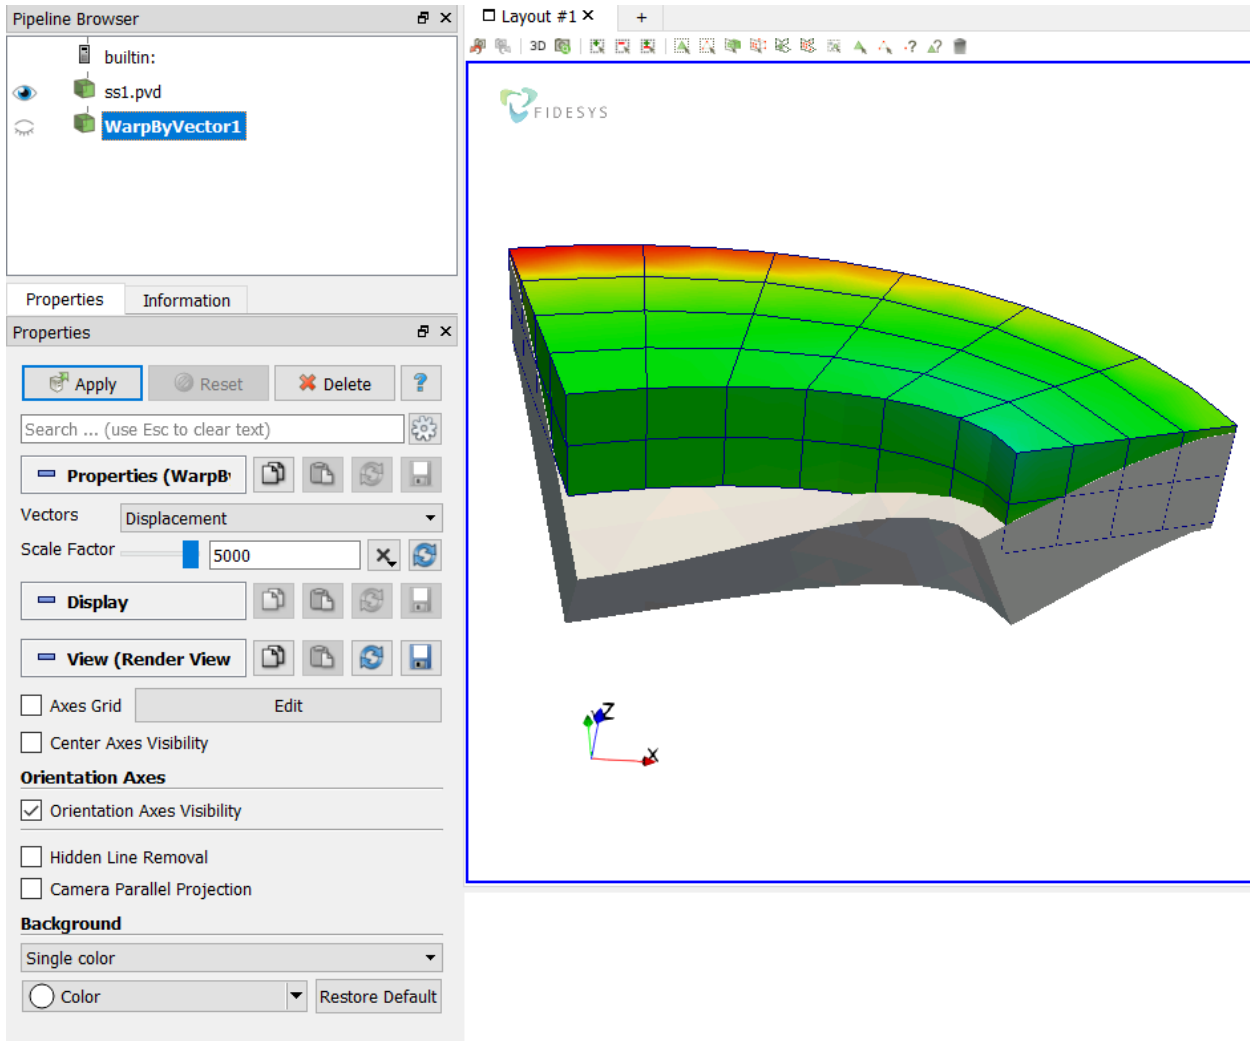 Pipeline Browser
builtin:
ss1.pvd
WarpByVector1
Properties
Information
Properties
Apply
Reset
Delete
?
Search ... (use Esc to clear text)
Properties (WarpBy
Vectors
Displacement
Scale Factor
5000
Display
View (Render View
Axes Grid
Edit
Center Axes Visibility
Orientation Axes
Orientation Axes Visibility
Hidden Line Removal
Camera Parallel Projection
Background
Single color
Color
Restore Default
Layout #1
+
3D
FIDESYS
Z
X